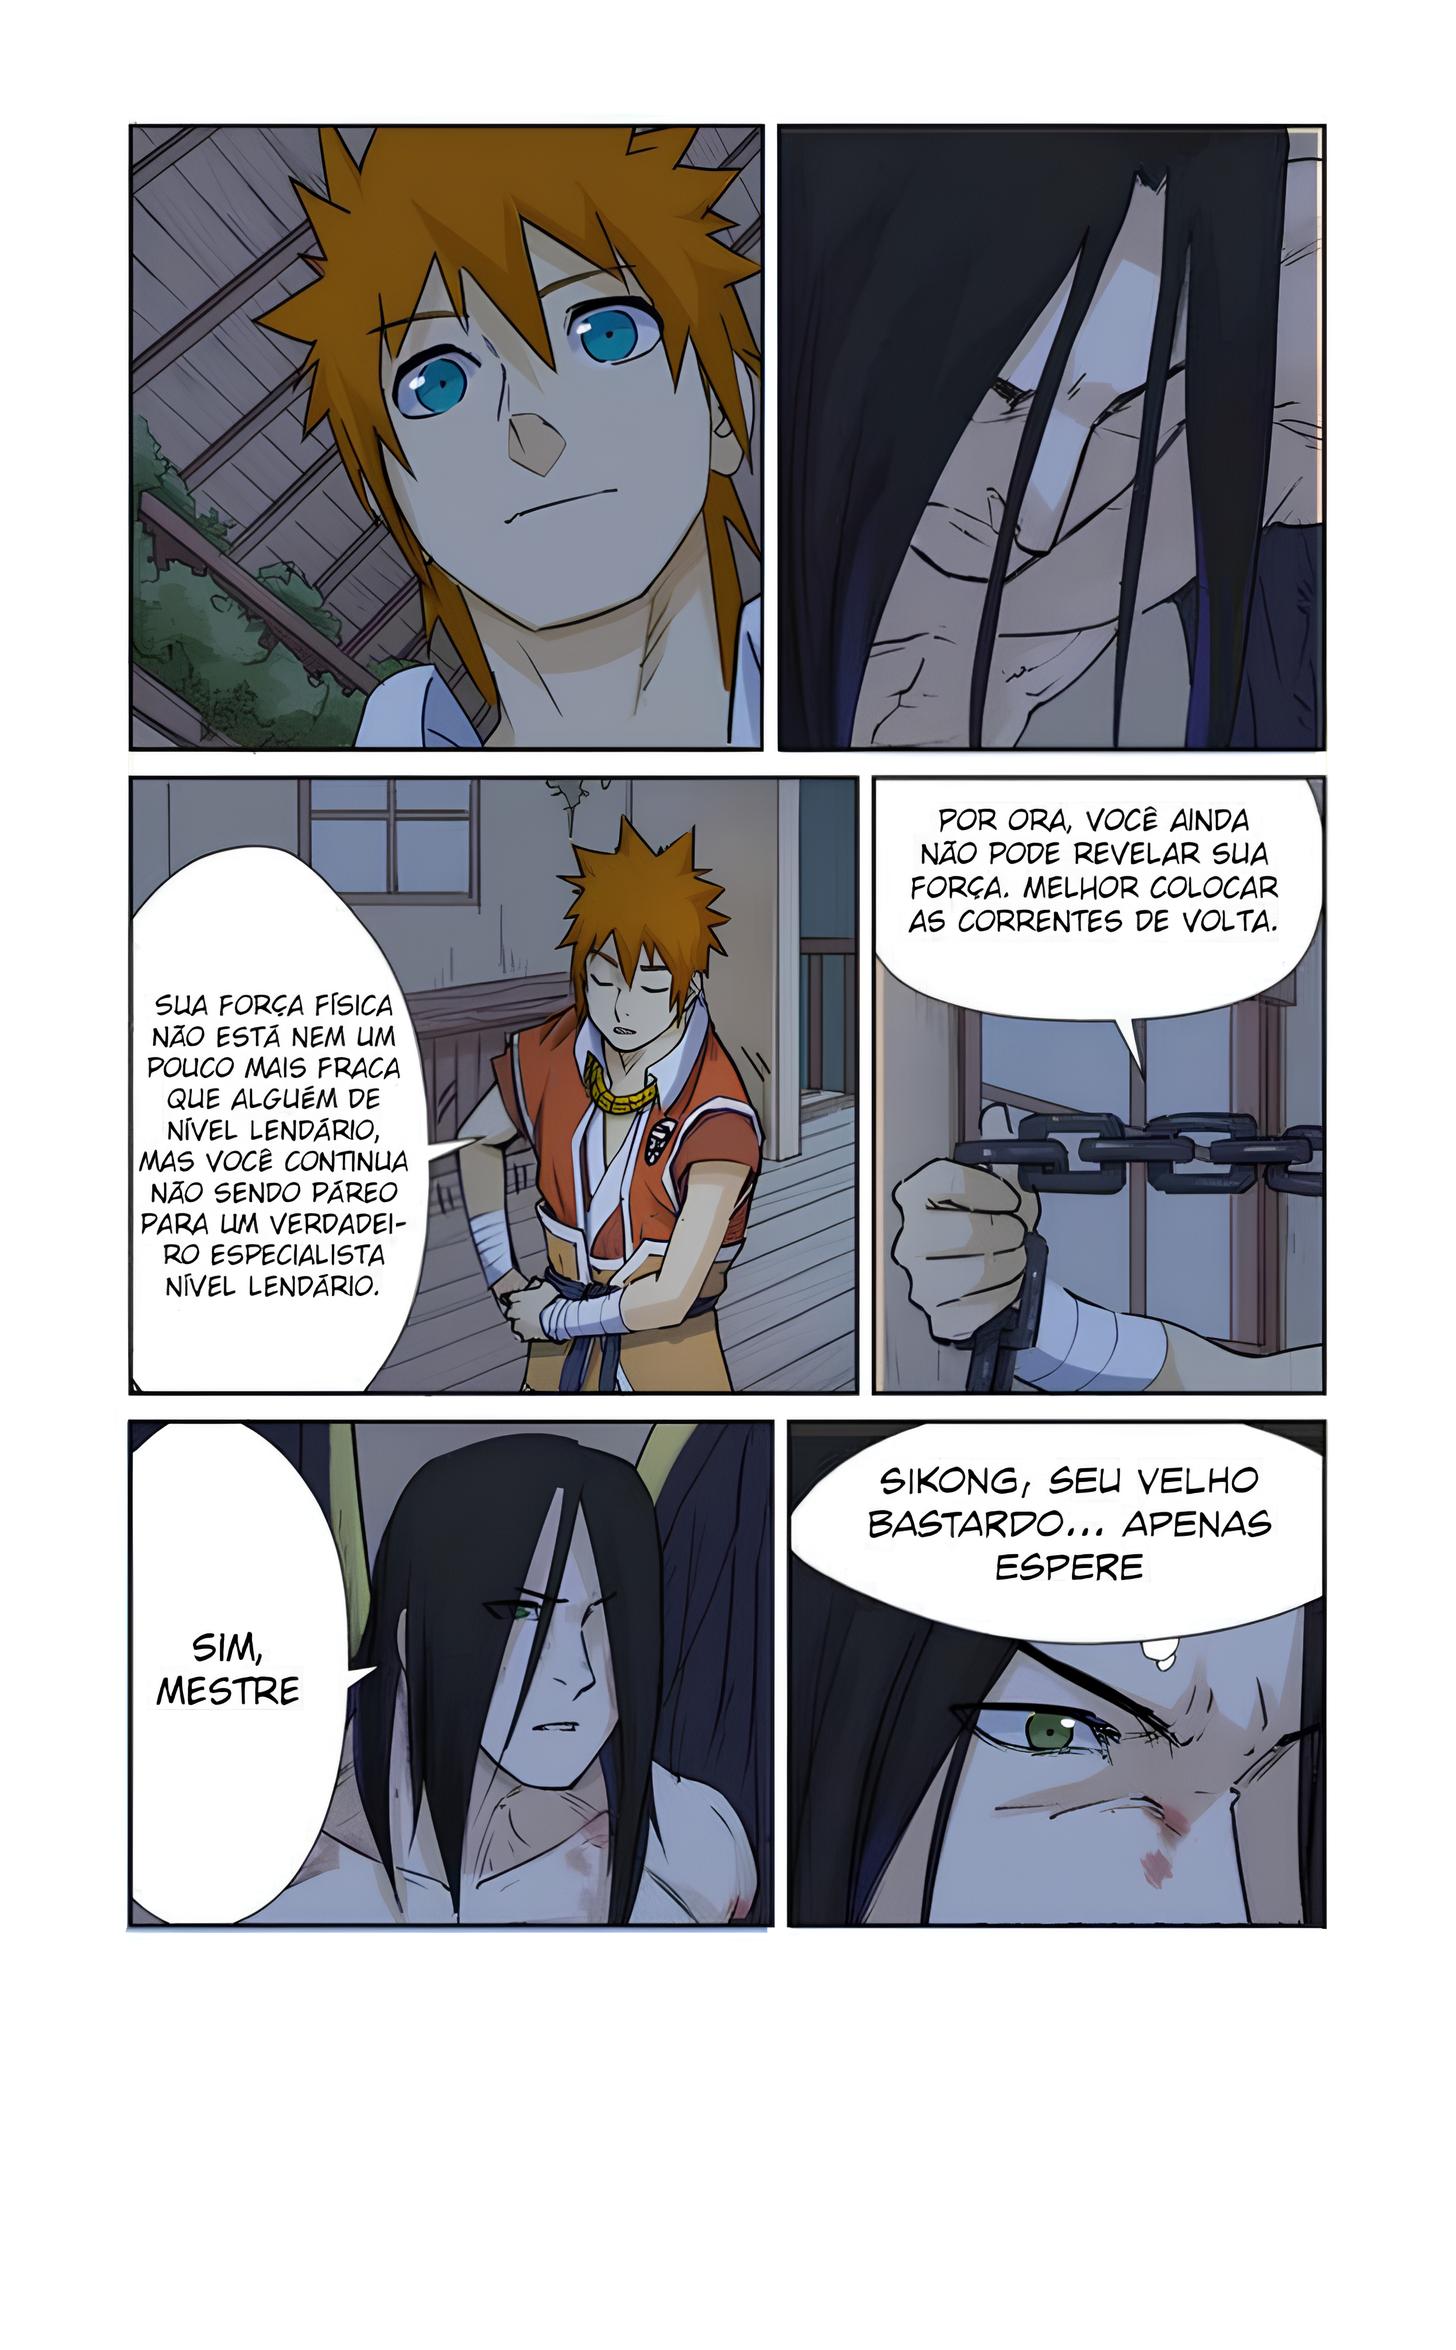 SUA FORÇA FÍSICA
NÃO ESTÁ NEM UM
POUCO MAIS FRACA
QUE ALGUÉM DE
NÍVEL LENDÁRIO,
MAS VOCÊ CONTINUA
NÃO SENDO PÁREO
PARA UM VERDADEI-
RO ESPECIALISTA
NÍVEL LENDÁRIO.
POR ORA, VOCÊ AINDA
NÃO PODE REVELAR SUA
FORÇA. MELHOR COLOCAR
AS CORRENTES DE VOLTA.
SIM,
MESTRE
SIKONG, SEU VELHO
BASTARDO... APENAS
ESPERE